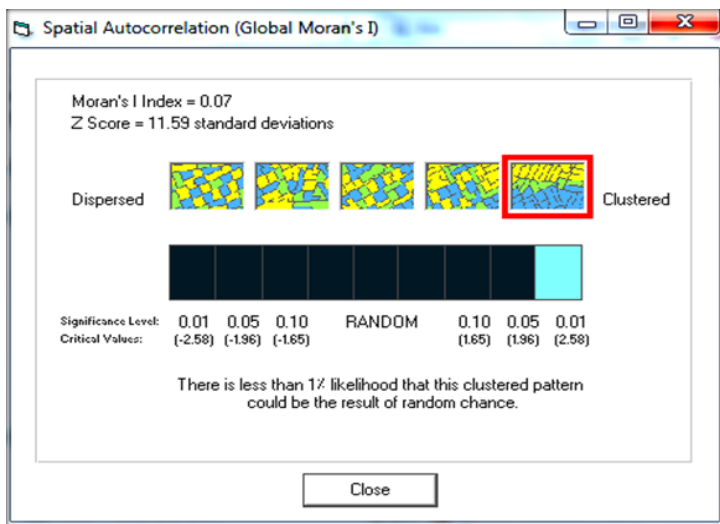 Spatial Autocorrelation (Global Moran's I)
Moran's I Index = 0.07
Z Score = 11.59 standard deviations
Dispersed Clustered
Significance Level: 0.01 0.05 0.10 RANDOM 0.10 0.05 0.01
Critical Values: (-2.58) (-1.96) (-1.65) (1.65) (1.96) (2.58)
There is less than 1% likelihood that this clustered pattern
could be the result of random chance.
Close